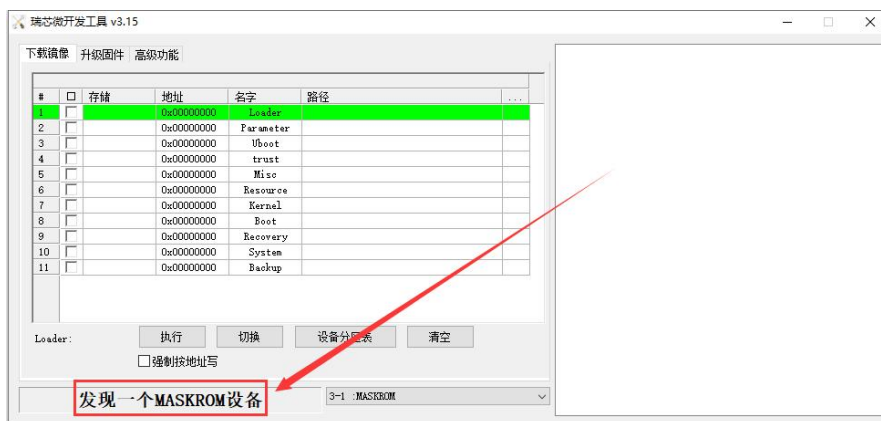 瑞芯微开发工具 v3.15
下载镜像 升级固件 高级功能
# 存储 地址 名字 路径 ...
1 0x00000000 Loader
2 0x00000000 Parameter
3 0x00000000 Uboot
4 0x00000000 trust
5 0x00000000 Misc
6 0x00000000 Resource
7 0x00000000 Kernel
8 0x00000000 Boot
9 0x00000000 Recovery
10 0x00000000 System
11 0x00000000 Backup
Loader: 执行 切换 设备分区表 清空
强制按地址写
发现一个MASKROM设备 3-1 :MASKROM